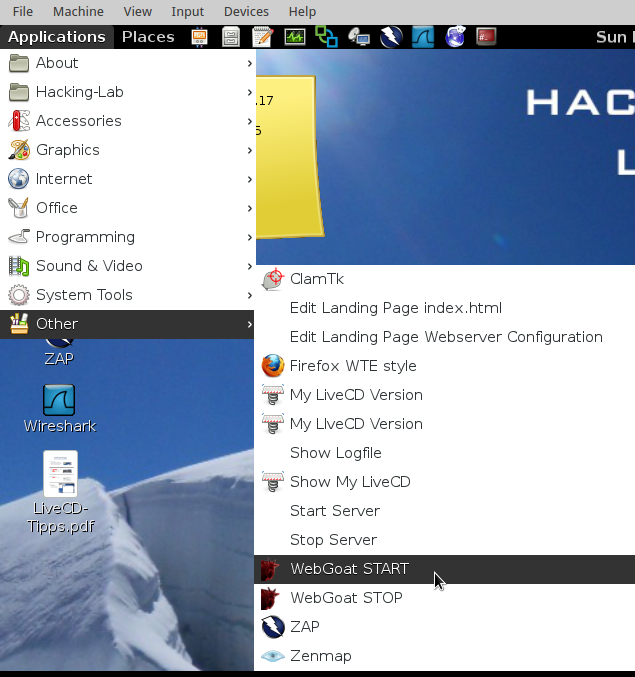 File Machine View Input Devices Help
Applications Places Sun
About
Hacking-Lab
Accessories
Graphics
Internet
Office
Programming
Sound & Video
System Tools
Other
.17
5
HAC
L
ClamTk
Edit Landing Page index.html
Edit Landing Page Webserver Configuration
Firefox WTE style
My LiveCD Version
My LIveCD Version
Show Logfile
Show My LiveCD
Start Server
Stop Server
WebGoat START
WebGoat STOP
ZAP
Zenmap
ZAP
Wireshark
LiveCD-
Tipps.pdf